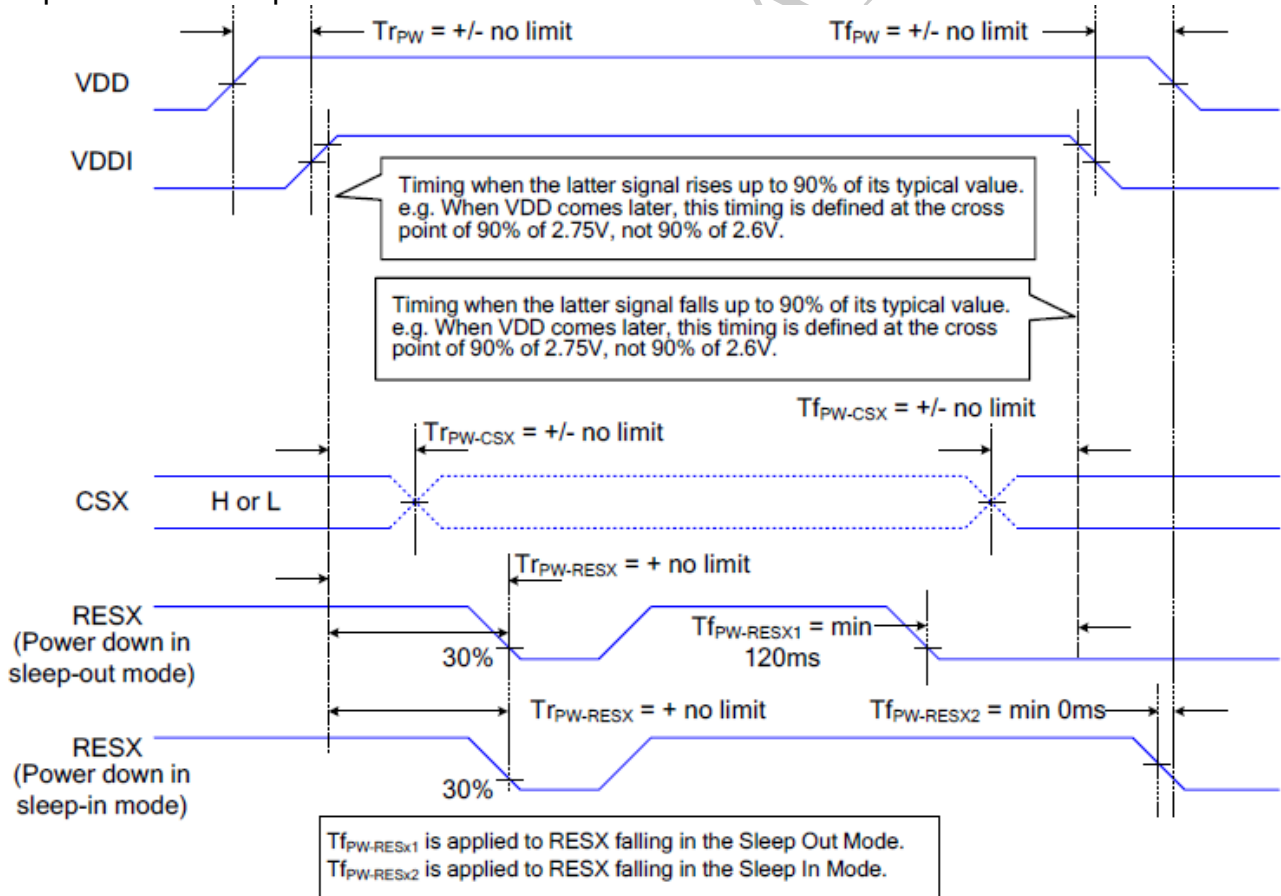 TrPW = +/- no limit
TfPW = +/- no limit
VDD
VDDI
Timing when the latter signal rises up to 90% of its typical value.
e.g. When VDD comes later, this timing is defined at the cross
point of 90% of 2.75V, not 90% of 2.6V.
Timing when the latter signal falls up to 90% of its typical value.
e.g. When VDD comes later, this timing is defined at the cross
point of 90% of 2.75V, not 90% of 2.6V.
TfPW-CSX = +/- no limit
TrPW-CSX = +/- no limit
CSX
H or L
TrPW-RESX = + no limit
RESX
(Power down in
sleep-out mode)
30%
TfPW-RESX1 = min
120ms
TrPW-RESX = + no limit
TfPW-RESX2 = min 0ms
RESX
(Power down in
sleep-in mode)
30%
TfPW-RESx1 is applied to RESX falling in the Sleep Out Mode.
TfPW-RESx2 is applied to RESX falling in the Sleep In Mode.